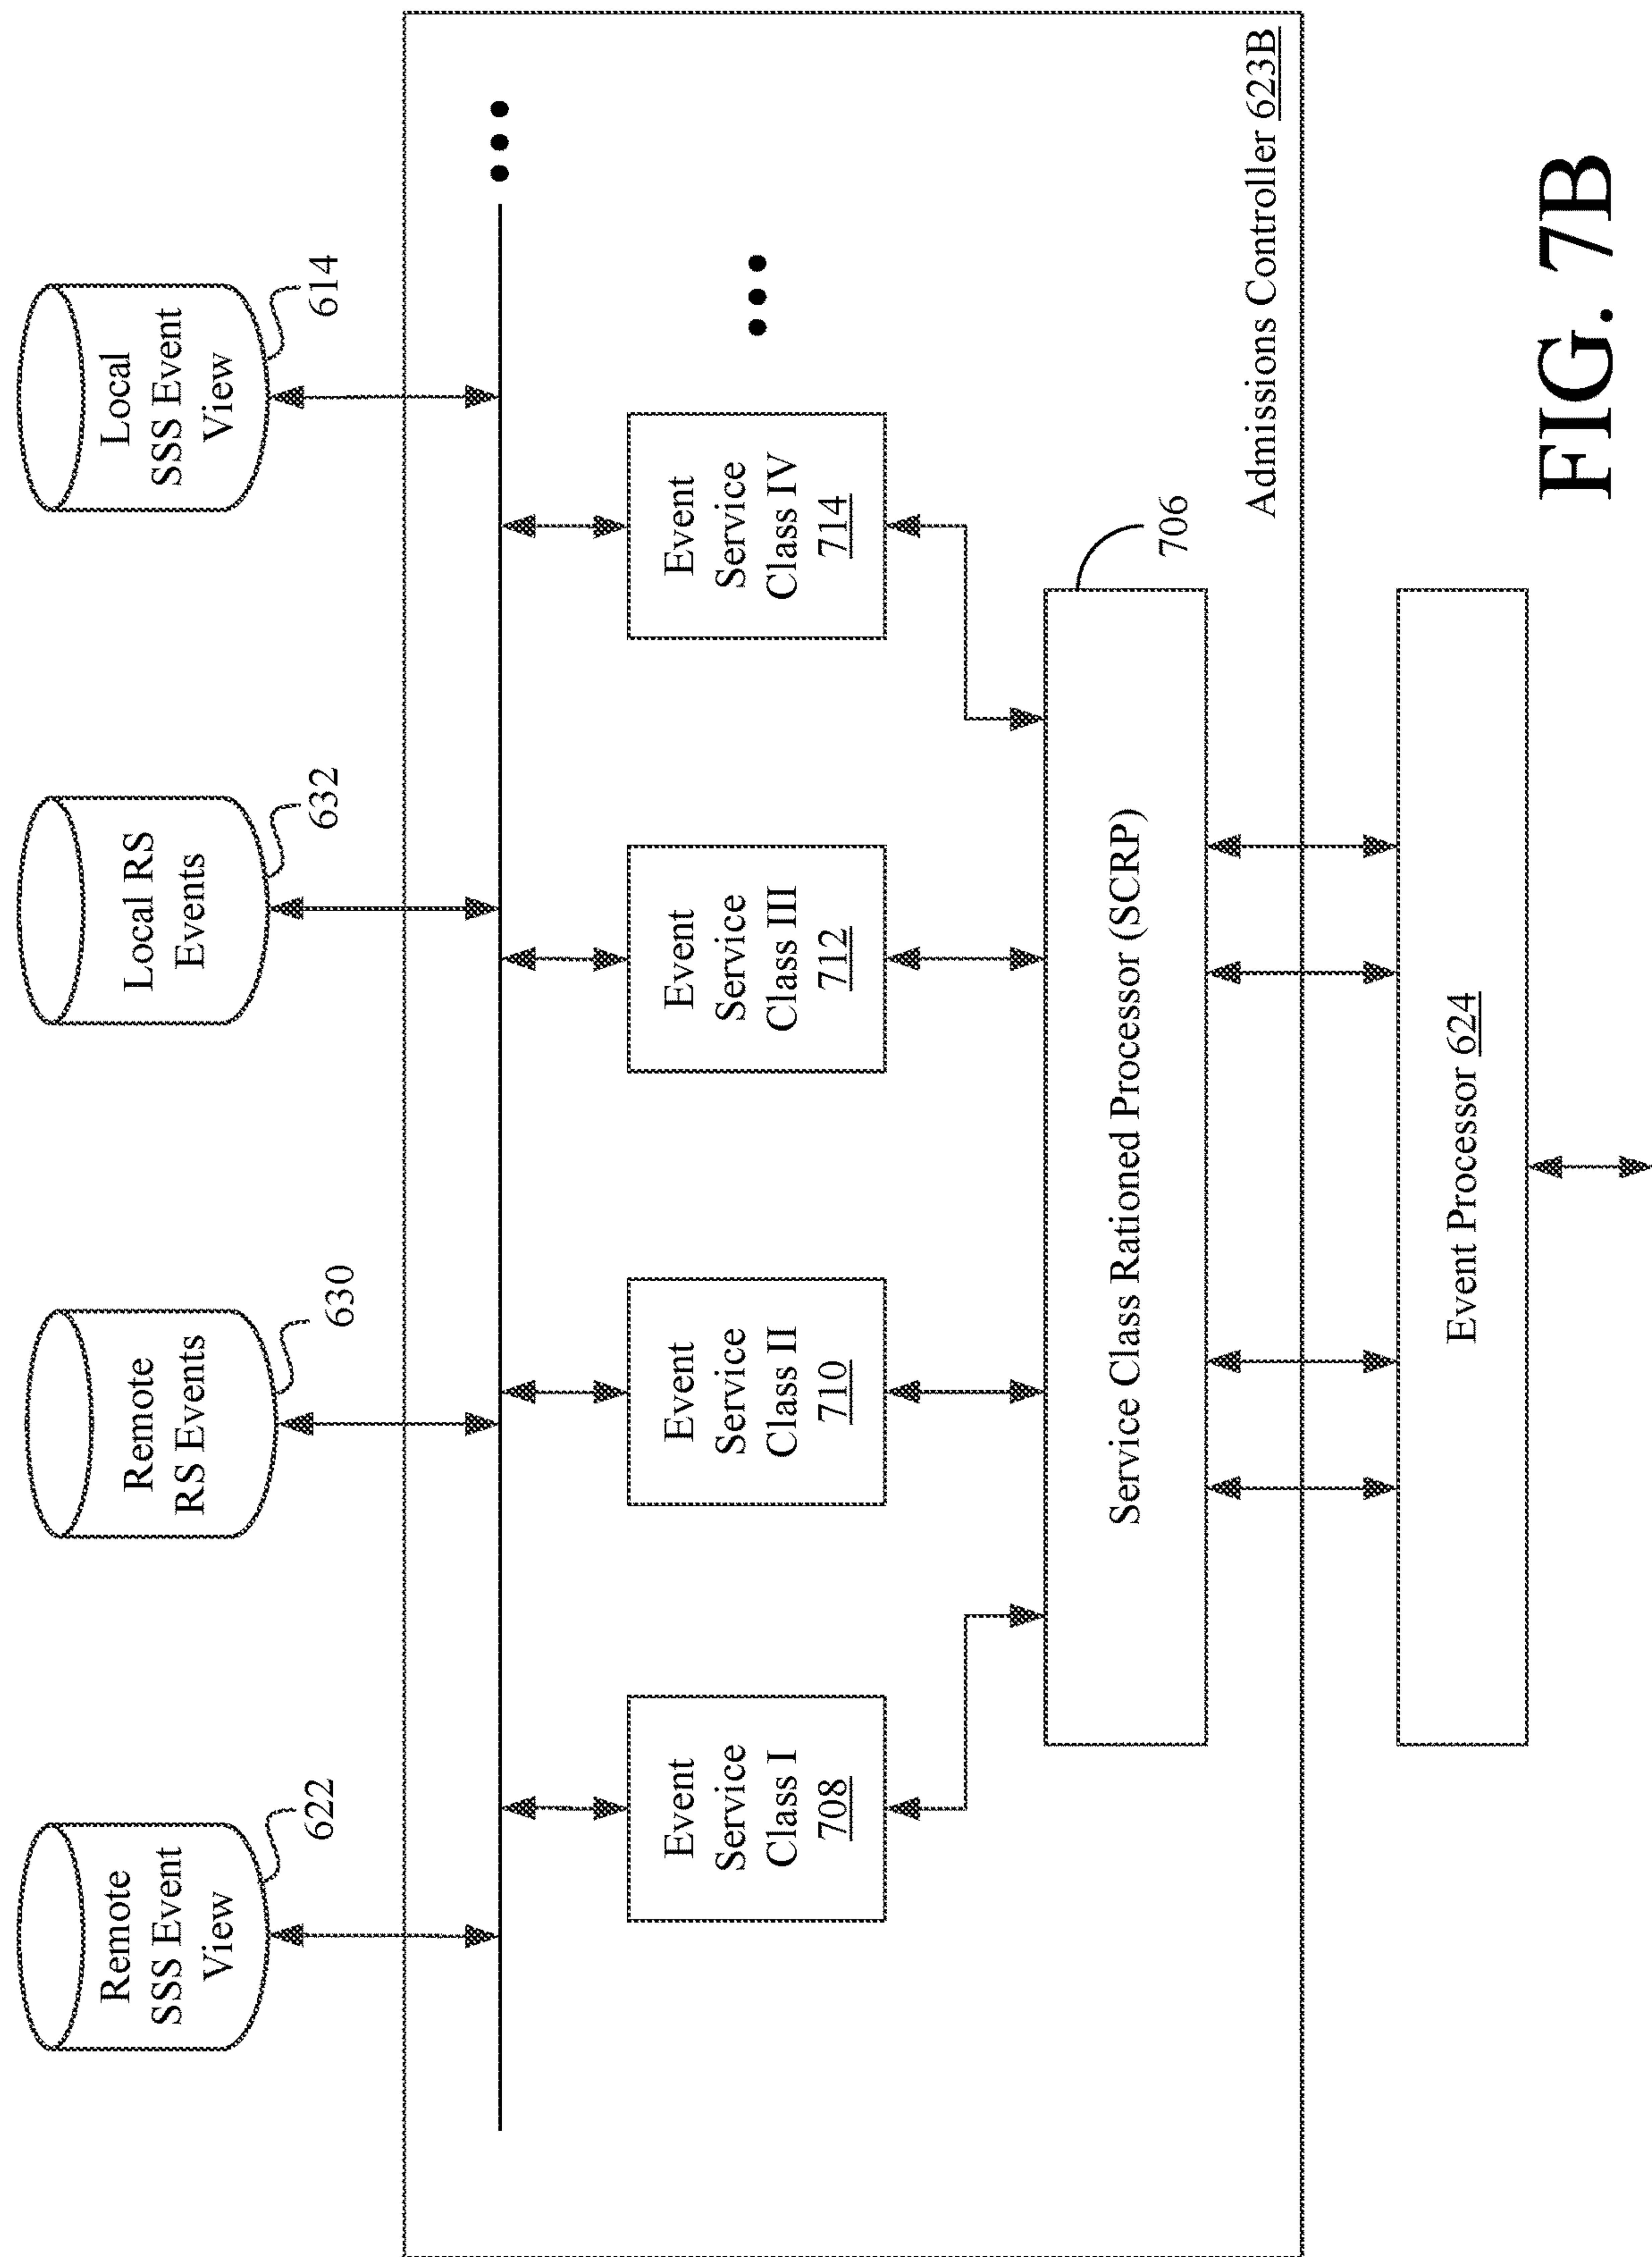 Remote
SSS Event
View
622
Remote
RS Events
630
Local RS
Events
632
Local
SSS Event
View
614
Event
Service
Class I
708
Event
Service
Class II
710
Event
Service
Class III
712
Event
Service
Class IV
714
Service Class Rationed Processor (SCRP)
706
Admissions Controller 623B
Event Processor 624
FIG. 7B